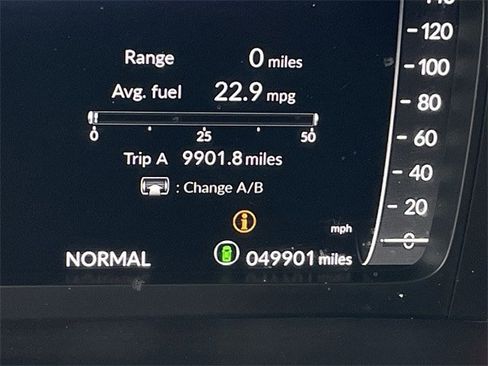 Range 0 miles
Avg. fuel 22.9 mpg
0 25 50
Trip A 9901.8 miles
: Change A/B
i
mph
NORMAL 049901 miles
120
100
80
60
40
20
0